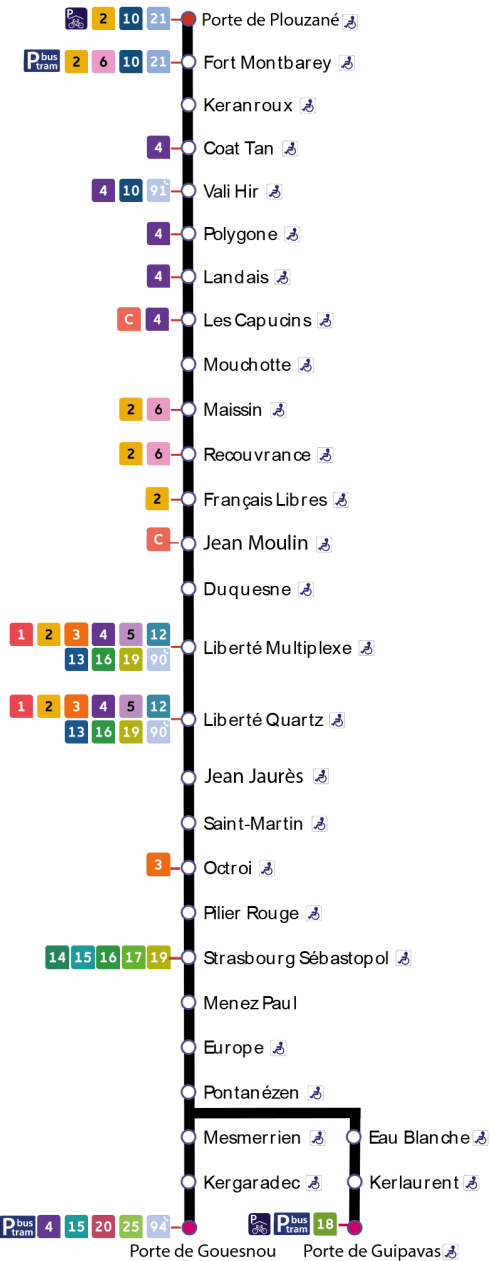 P 2 10 21 Porte de Plouzané
P bus tram 2 6 10 21 Fort Montbarey
Keranroux
4 Coat Tan
4 10 91 Vali Hir
4 Polygone
4 Landais
C 4 Les Capucins
Mouchotte
2 6 Maissin
2 6 Recouvrance
2 Français Libres
C Jean Moulin
Duquesne
1 2 3 4 5 12
13 16 19 90
Liberté Multiplexe
1 2 3 4 5 12
13 16 19 90
Liberté Quartz
Jean Jaurès
Saint-Martin
3 Octroi
Pilier Rouge
14 15 16 17 19 Strasbourg Sébastopol
Menez Paul
Europe
Pontanézen
Mesmerrien Eau Blanche
Kergaradec Kerlaurent
P bus tram 4 15 20 25 94 P P bus tram 18
Porte de Gouesnou Porte de Guipavas